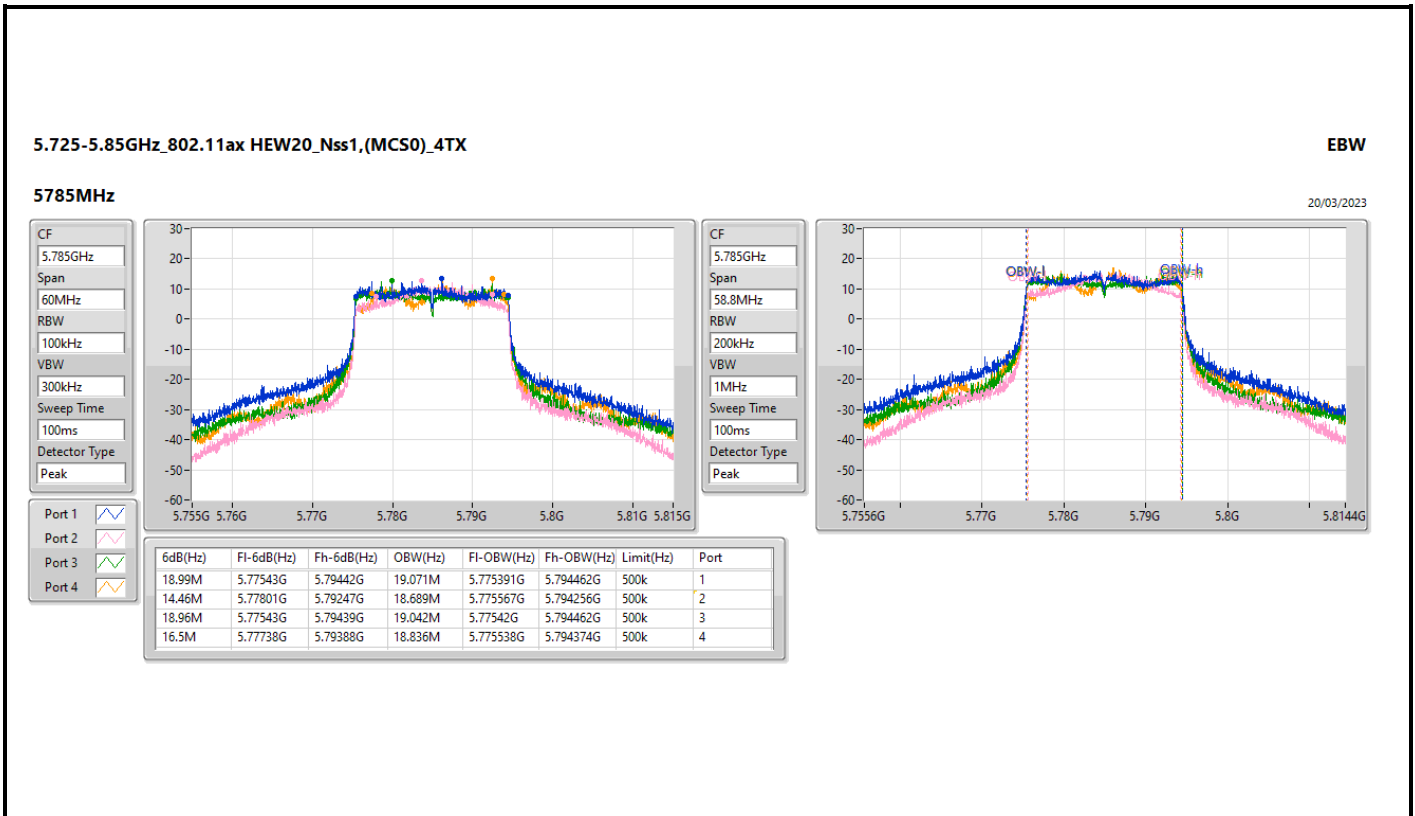 5.725-5.85GHz_802.11ax HEW20_Nss1,(MCS0)_4TX
EBW
5785MHz
20/03/2023
CF
5.785GHz
Span
60MHz
RBW
100kHz
VBW
300kHz
Sweep Time
100ms
Detector Type
Peak
30
20
10
0
-10
-20
-30
-40
-50
-60
5.755G 5.76G 5.77G 5.78G 5.79G 5.8G 5.81G 5.815G
CF
5.785GHz
Span
58.8MHz
RBW
200kHz
VBW
1MHz
Sweep Time
100ms
Detector Type
Peak
30
20
10
0
-10
-20
-30
-40
-50
-60
OBW-l OBW-h
5.7556G 5.77G 5.78G 5.79G 5.8G 5.8144G
Port 1
Port 2
Port 3
Port 4
6dB(Hz) Fl-6dB(Hz) Fh-6dB(Hz) OBW(Hz) Fl-OBW(Hz) Fh-OBW(Hz) Limit(Hz) Port
18.99M 5.77543G 5.79442G 19.071M 5.775391G 5.794462G 500k 1
14.46M 5.77801G 5.79247G 18.689M 5.775567G 5.794256G 500k 2
18.96M 5.77543G 5.79439G 19.042M 5.77542G 5.794462G 500k 3
16.5M 5.77738G 5.79388G 18.836M 5.775538G 5.794374G 500k 4